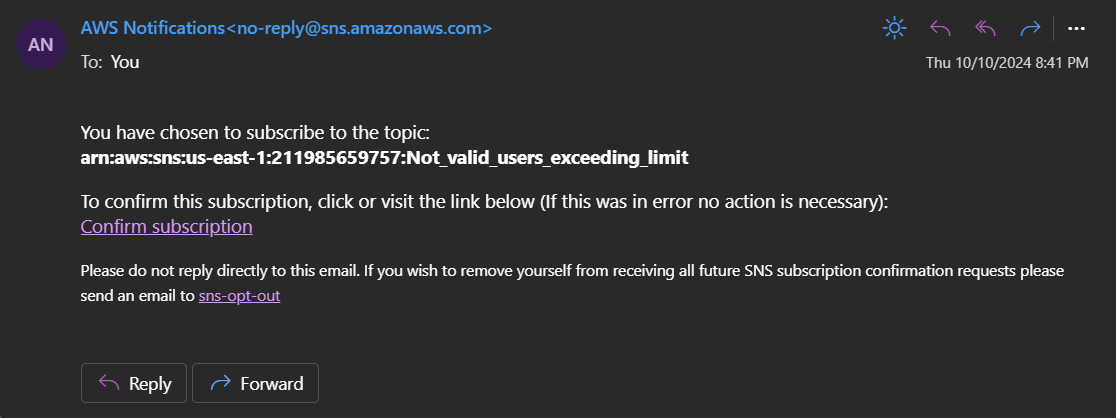 AN
AWS Notifications<no-reply@sns.amazonaws.com>
To: You
Thu 10/10/2024 8:41 PM
You have chosen to subscribe to the topic:
arn:aws:sns:us-east-1:211985659757:Not_valid_users_exceeding_limit
To confirm this subscription, click or visit the link below (If this was in error no action is necessary):
Confirm subscription
Please do not reply directly to this email. If you wish to remove yourself from receiving all future SNS subscription confirmation requests please
send an email to sns-opt-out
Reply
Forward